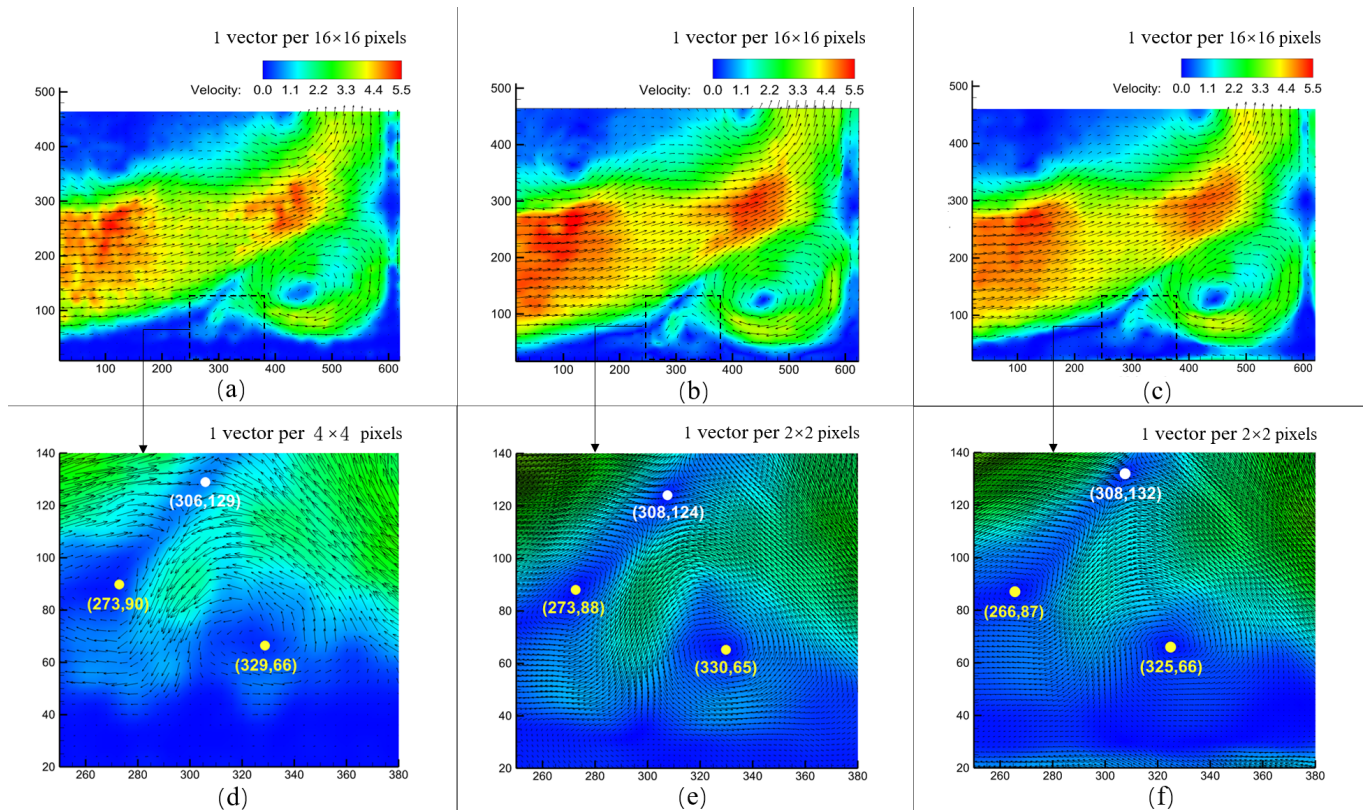 1 vector per 16×16 pixels
Velocity: 0.0 1.1 2.2 3.3 4.4 5.5
500
400
300
200
100
100 200 300 400 500 600
(a)
1 vector per 16×16 pixels
Velocity: 0.0 1.1 2.2 3.3 4.4 5.5
500
400
300
200
100
100 200 300 400 500 600
(b)
1 vector per 16×16 pixels
Velocity: 0.0 1.1 2.2 3.3 4.4 5.5
500
400
300
200
100
100 200 300 400 500 600
(c)
1 vector per 4×4 pixels
140
120
100
80
60
40
20
(306,129)
(273,90)
(329,66)
260 280 300 320 340 360 380
(d)
1 vector per 2×2 pixels
140
120
100
80
60
40
20
(308,124)
(273,88)
(330,65)
260 280 300 320 340 360 380
(e)
1 vector per 2×2 pixels
140
120
100
80
60
40
20
(308,132)
(266,87)
(325,66)
260 280 300 320 340 360 380
(f)